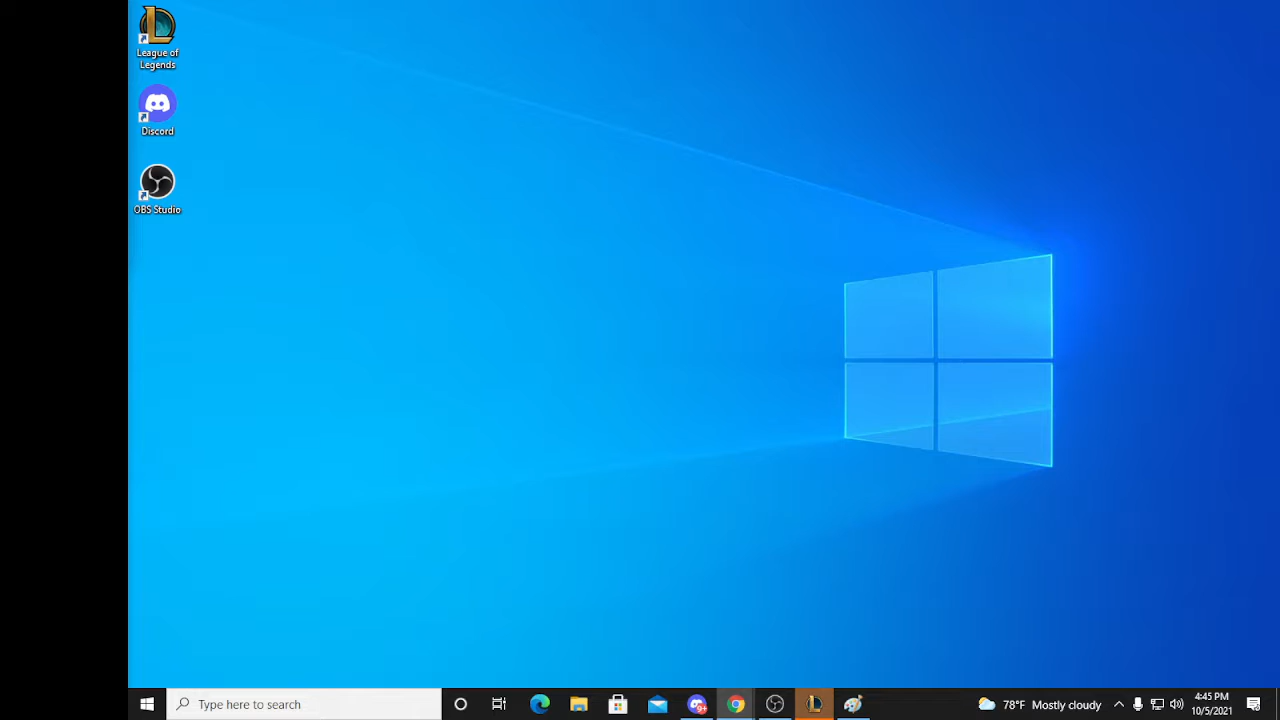 League of
Legends
Discord
OBS Studio
Type here to search
78°F Mostly cloudy
4:45 PM
10/5/2021